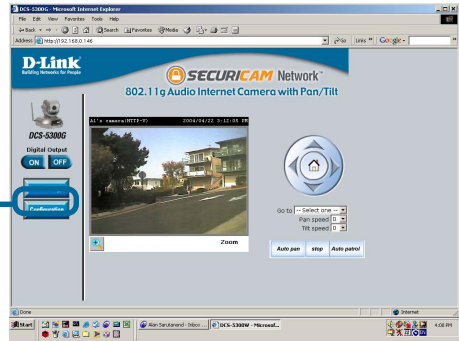 DCS-5300G - Microsoft Internet Explorer
File Edit View Favorites Tools Help
Back Search Favorites Media
Address http://192.168.0.146 Go Links Google
D-Link
Building Networks for People
SECURICAM Network™
802.11g Audio Internet Camera with Pan/Tilt
DCS-5300G
Digital Output
ON OFF
Configuration
Al's camera(HTTP-V) 2004/04/22 3:12:05 PM
Zoom
Go to -- Select one --
Pan speed 0
Tilt speed 0
Auto pan stop Auto patrol
Done Internet
Start Alan Sarutanond - Inbox ... DCS-5300W - Microsof... 4:08 PM